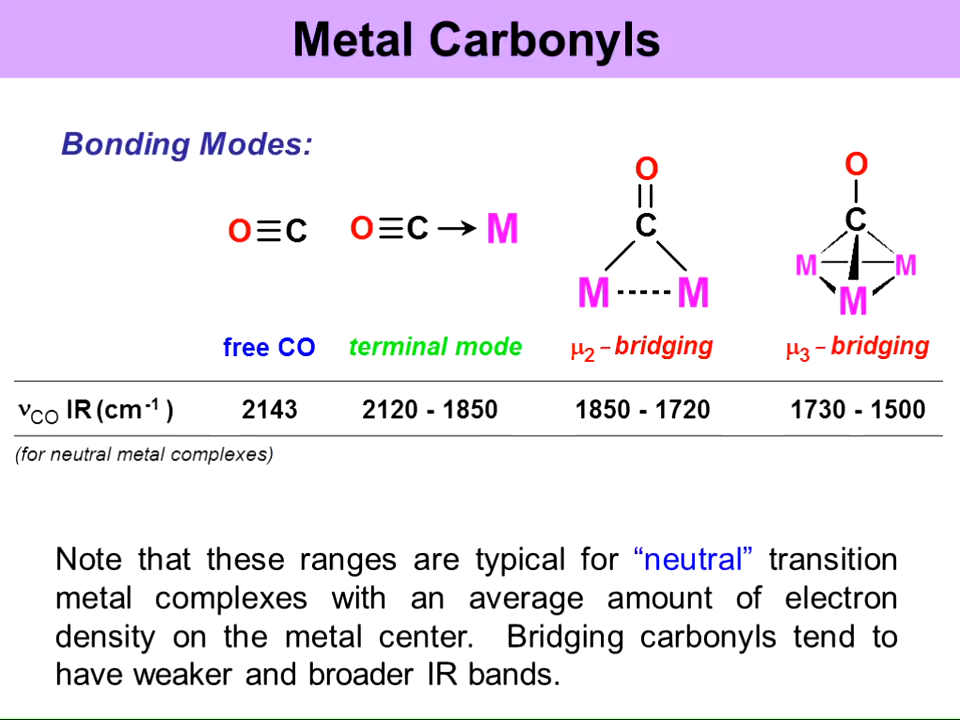 Metal Carbonyls
Bonding Modes:
O≡C
O≡C→M
O
C
M-----M
O
C
M M
M
free CO
terminal mode
μ2 – bridging
μ3 – bridging
νCO IR (cm-1 )
2143
2120 - 1850
1850 - 1720
1730 - 1500
(for neutral metal complexes)
Note that these ranges are typical for “neutral” transition
metal complexes with an average amount of electron
density on the metal center. Bridging carbonyls tend to
have weaker and broader IR bands.